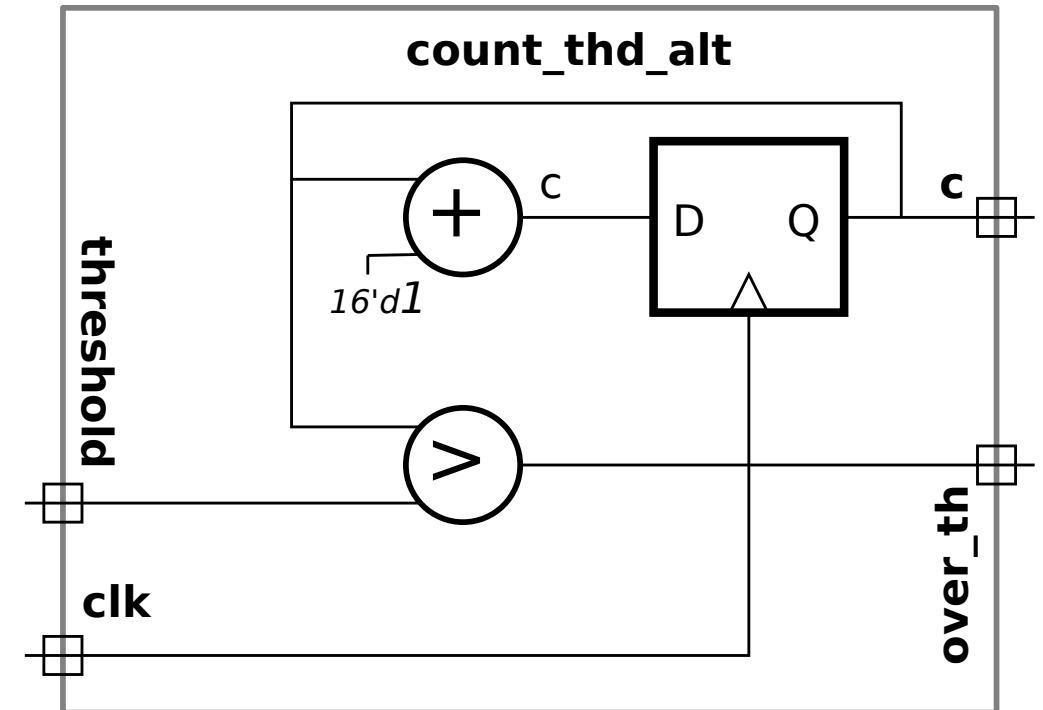 count_thd_alt
+
c
D
Q
c
16'd1
threshold
>
over_th
clk